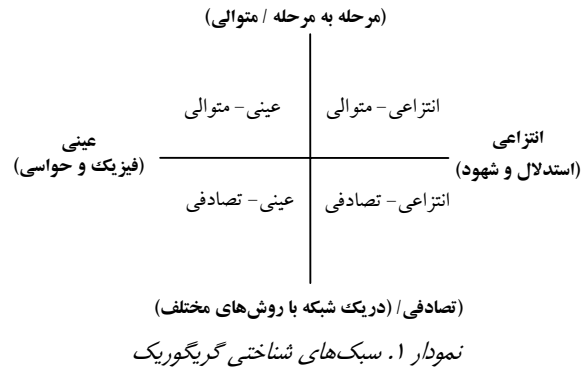 (مرحله به مرحله / متوالی)
انتزاعی- متوالی
عینی- متوالی
انتزاعی
(استدلال و شهود)
عینی
(فیزیک و حواسی)
انتزاعی- تصادفی
عینی- تصادفی
(تصادفی/ (دریک شبکه با روش‌های مختلف)
نمودار ۱. سبک‌های شناختی گریگوریک